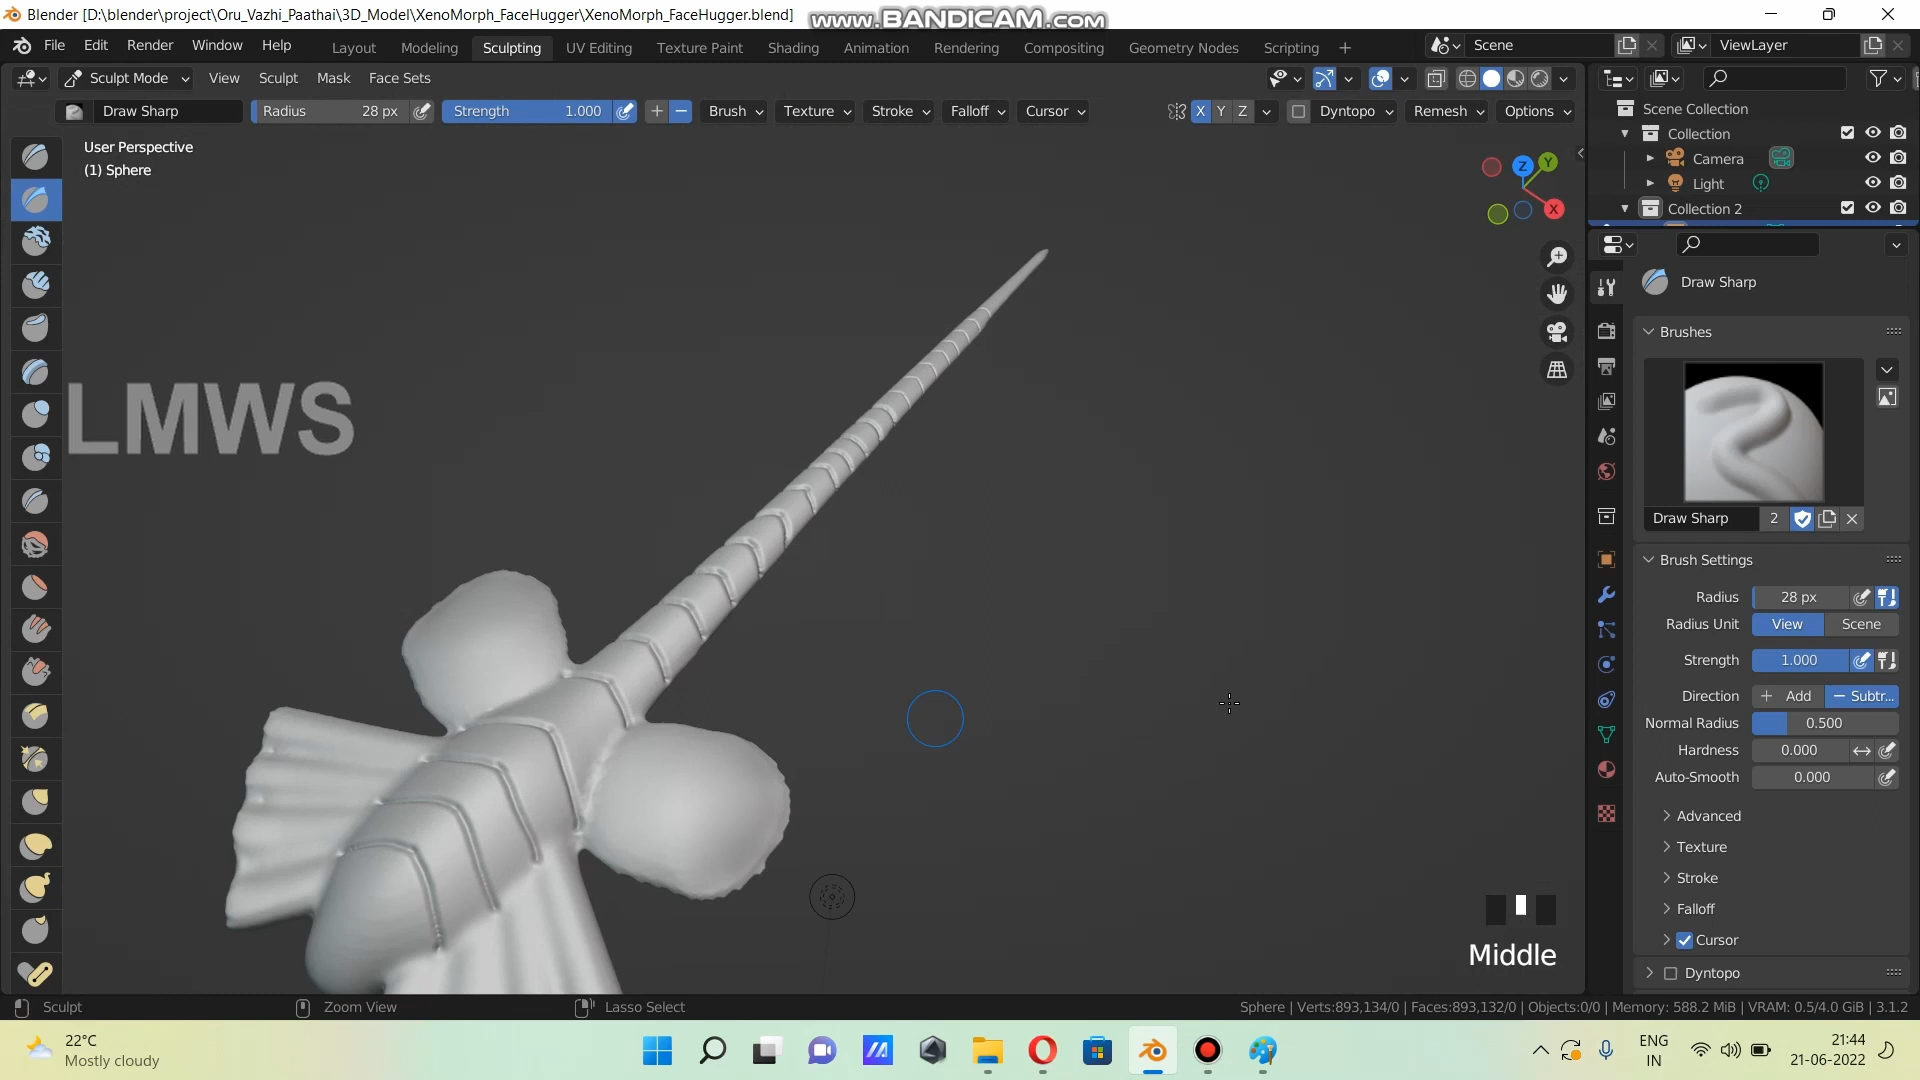 Blender [D:\blender\project\Oru_Vazhi_Paathai\3D_Model\XenoMorph_FaceHugger\XenoMorph_FaceHugger.blend]
www.BANDICAM.com
File Edit Render Window Help Layout Modeling Sculpting UV Editing Texture Paint Shading Animation Rendering Compositing Geometry Nodes Scripting + Scene ViewLayer
Sculpt Mode View Sculpt Mask Face Sets
Draw Sharp Radius 28 px Strength 1.000 Brush Texture Stroke Falloff Cursor X Y Z Dyntopo Remesh Options
User Perspective
(1) Sphere
Z Y X
LMWS
Scene Collection
Collection
Camera
Light
Collection 2
Draw Sharp
Brushes
Draw Sharp 2
Brush Settings
Radius 28 px
Radius Unit View Scene
Strength 1.000
Direction + Add − Subtr...
Normal Radius 0.500
Hardness 0.000
Auto-Smooth 0.000
Advanced
Texture
Stroke
Falloff
Cursor
Dyntopo
Middle
Sculpt Zoom View Lasso Select Sphere | Verts:893,134/0 | Faces:893,132/0 | Objects:0/0 | Memory: 588.2 MiB | VRAM: 0.5/4.0 GiB | 3.1.2
22°C
Mostly cloudy
ENG
IN
21:44
21-06-2022